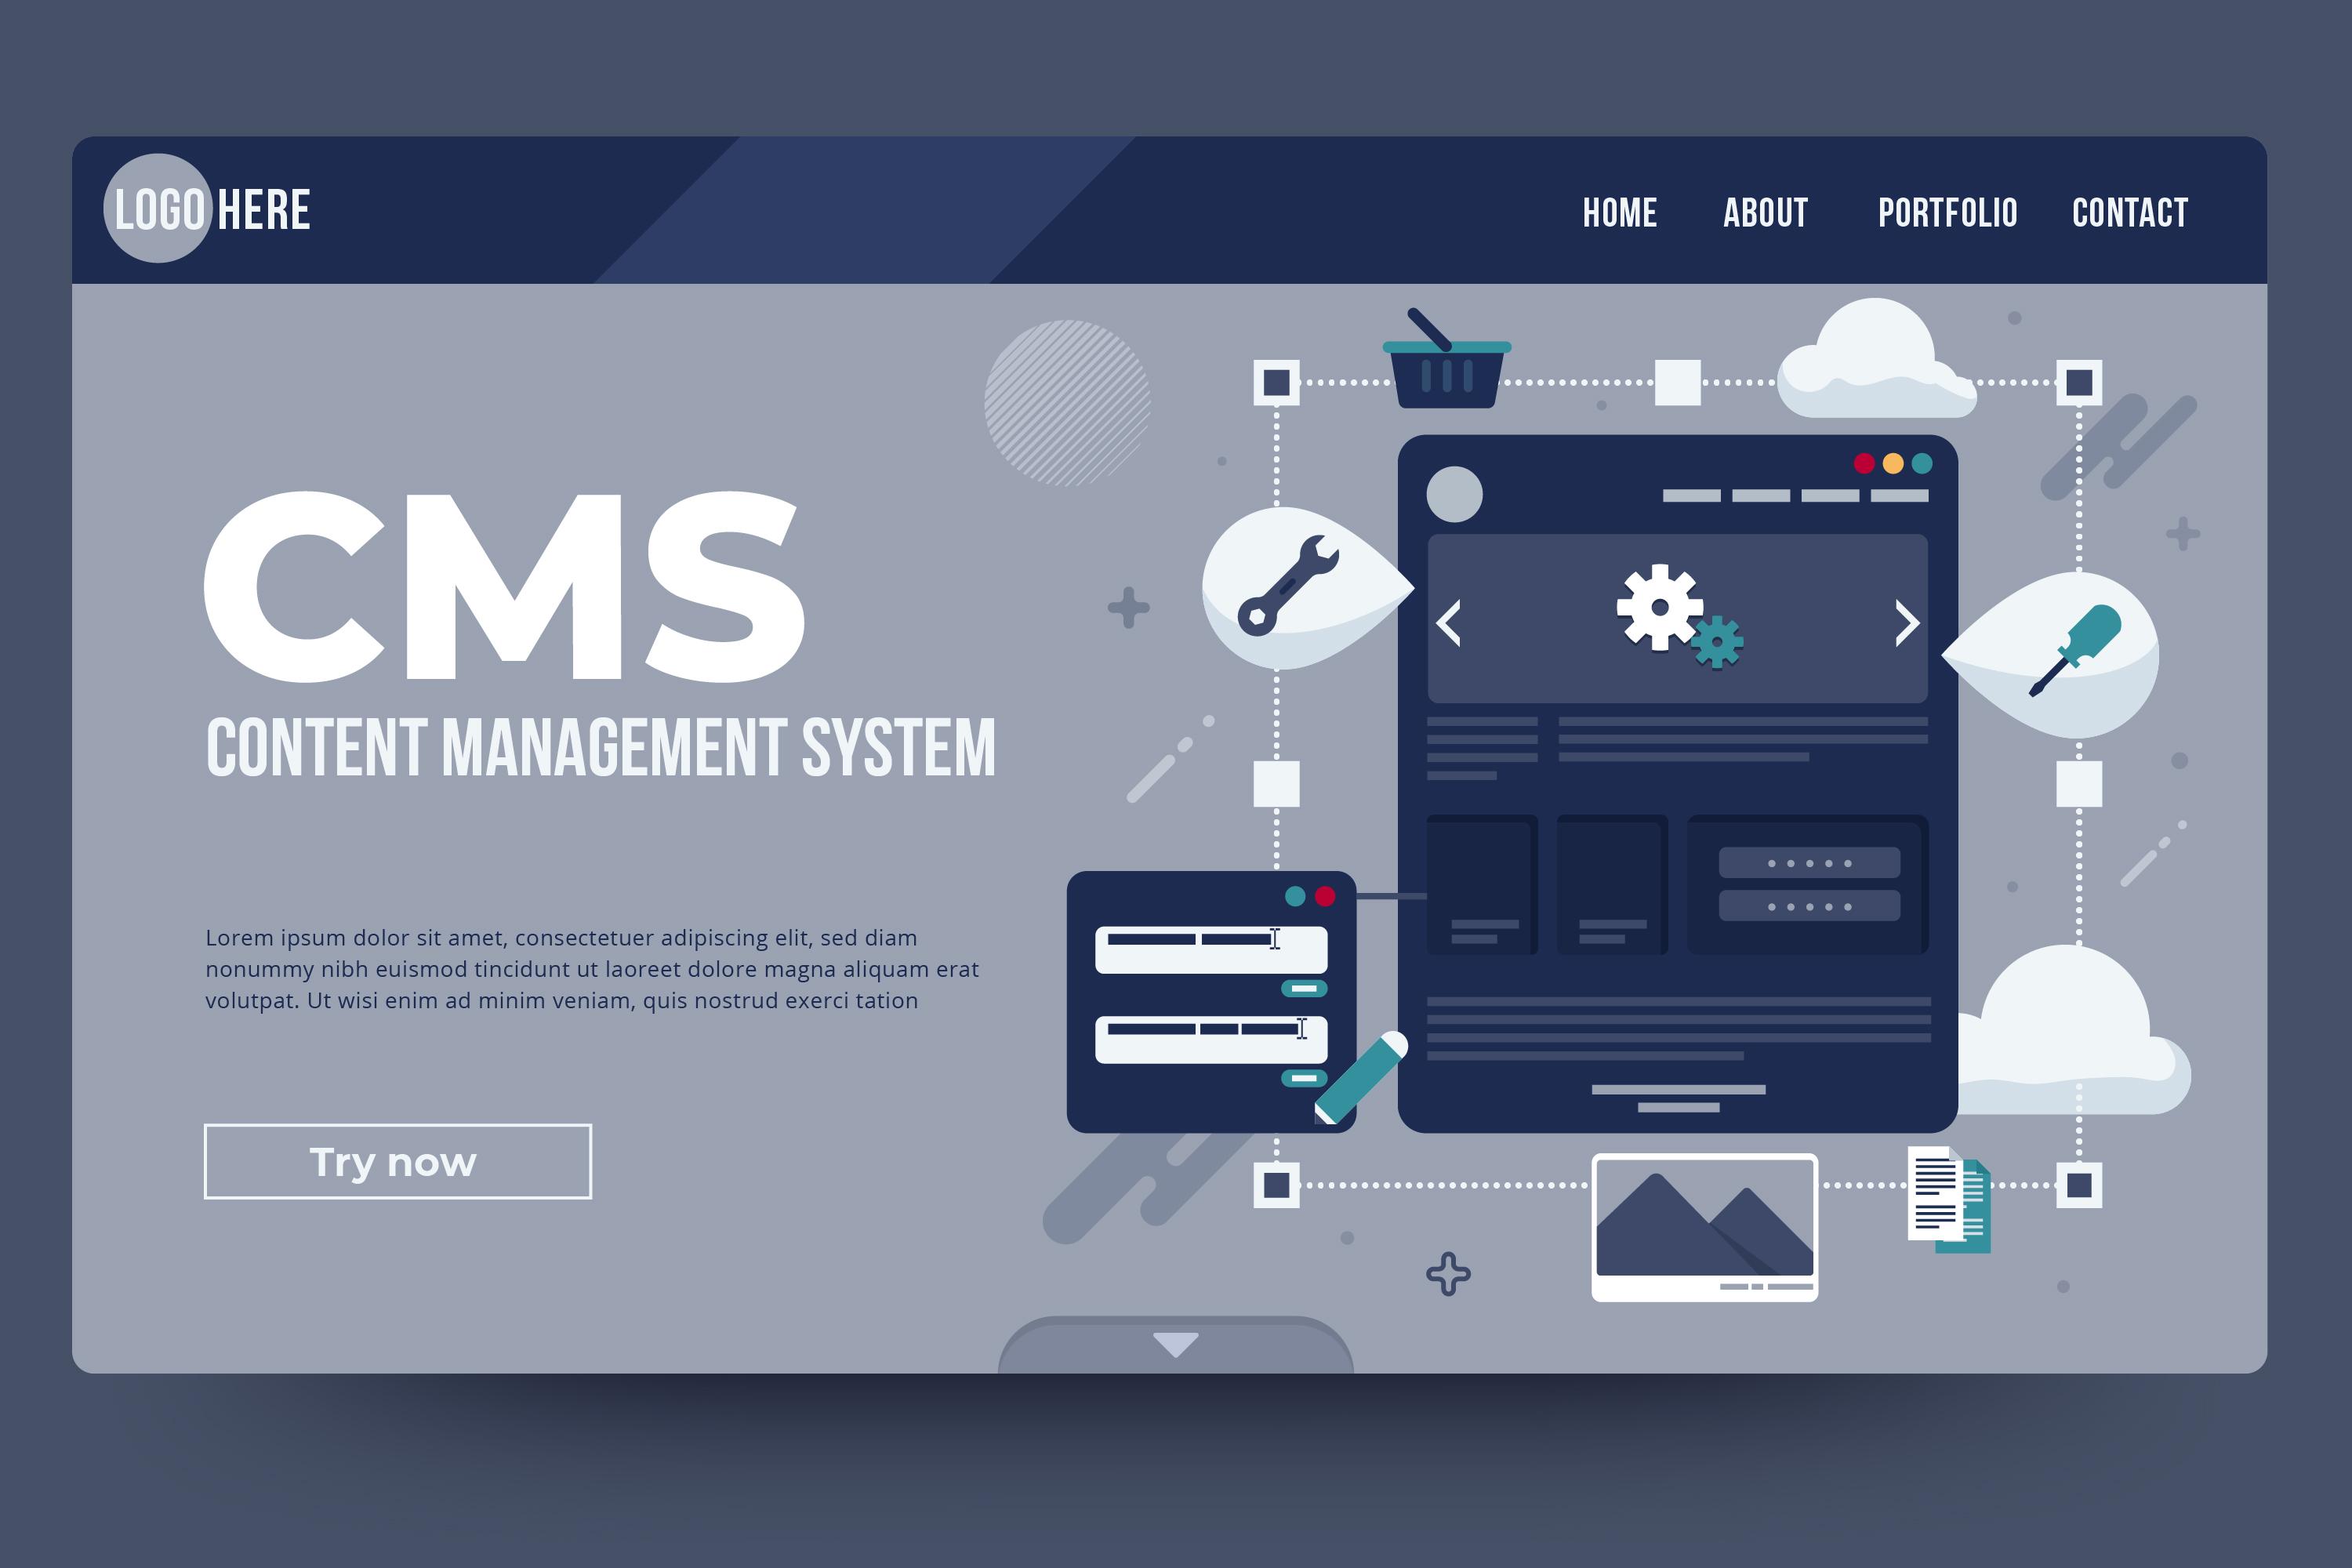 LOGO HERE
HOME ABOUT PORTFOLIO CONTACT
CMS
CONTENT MANAGEMENT SYSTEM
Lorem ipsum dolor sit amet, consectetuer adipiscing elit, sed diam
nonummy nibh euismod tincidunt ut laoreet dolore magna aliquam erat
volutpat. Ut wisi enim ad minim veniam, quis nostrud exerci tation
Try now